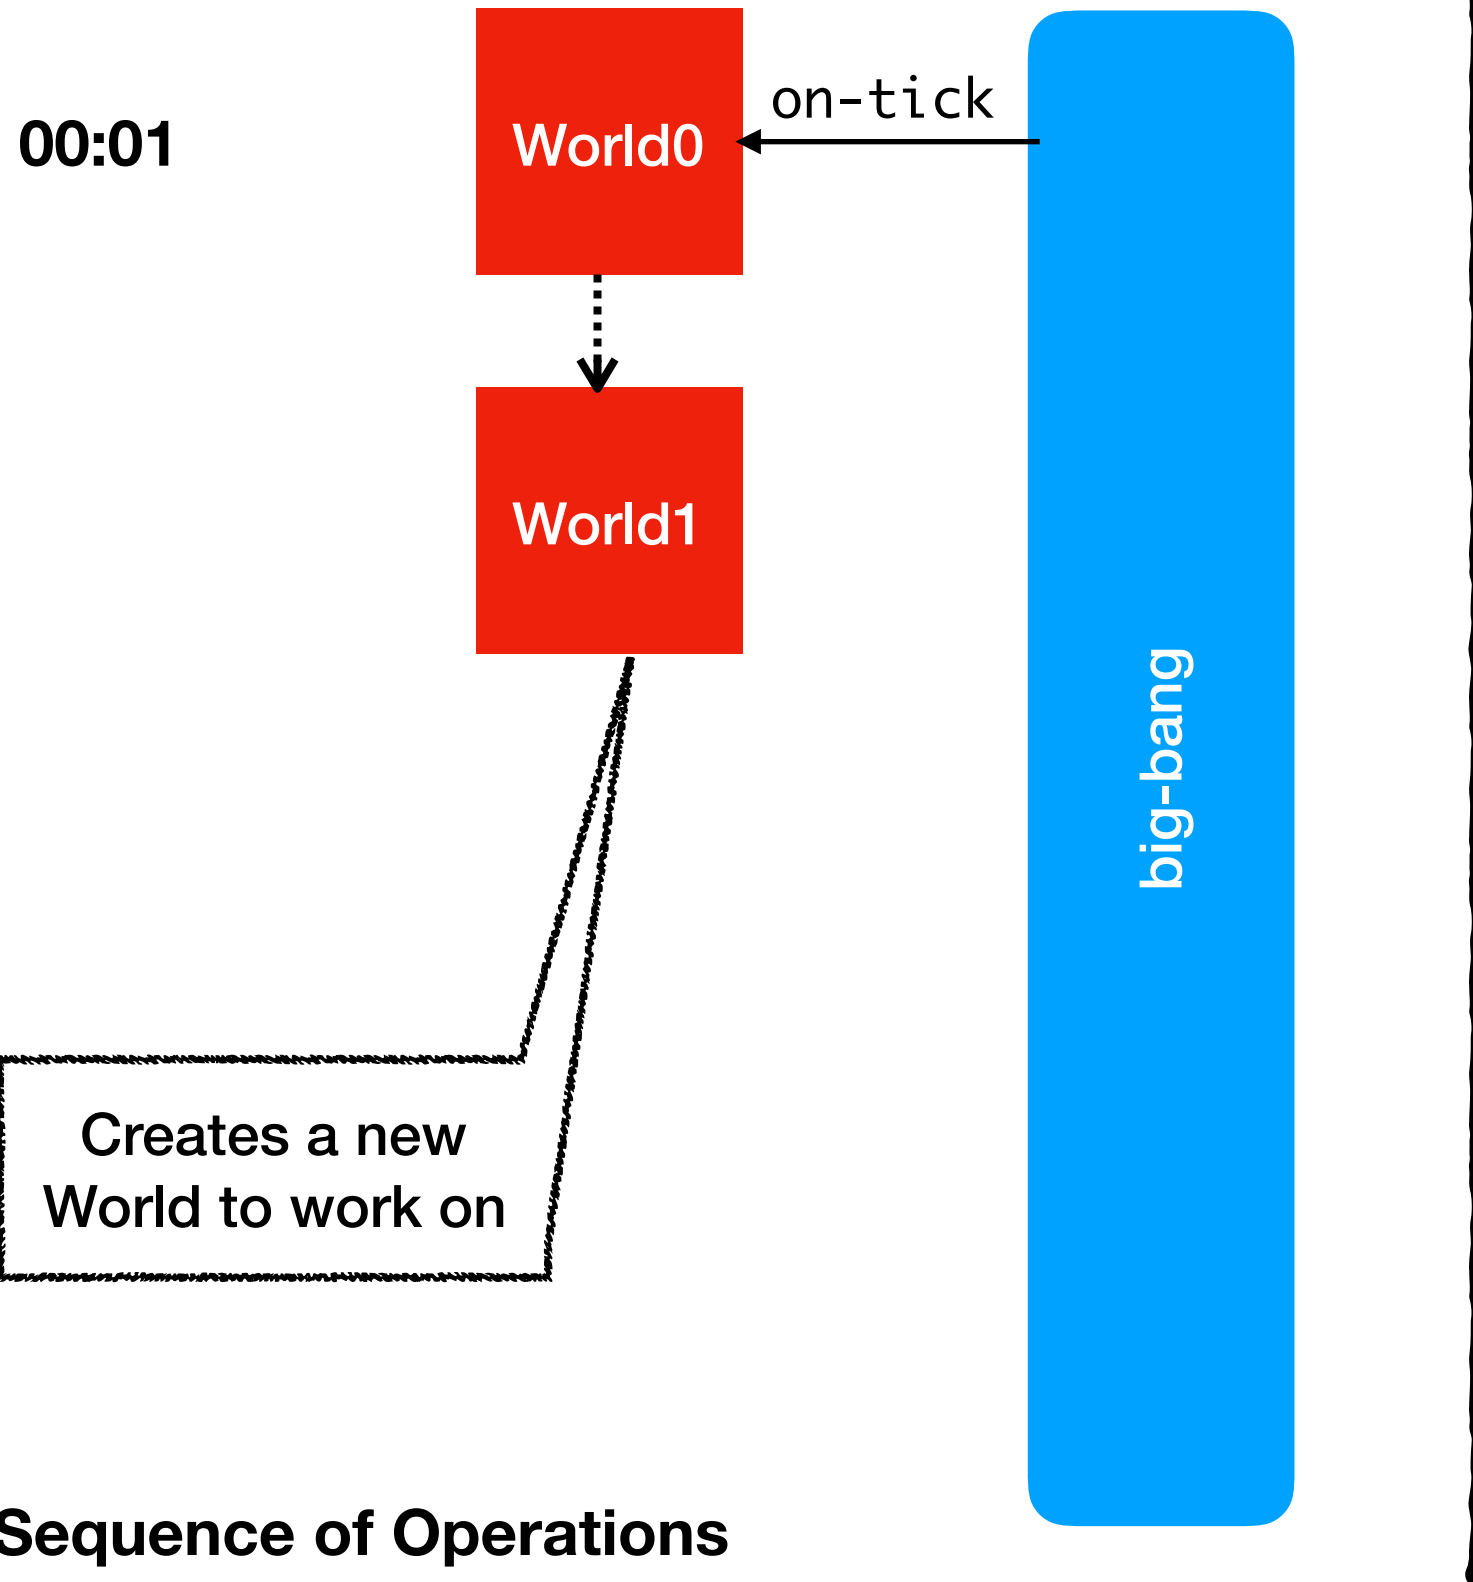 on-tick
00:01
World0
World1
big-bang
Creates a new
World to work on
Sequence of Operations